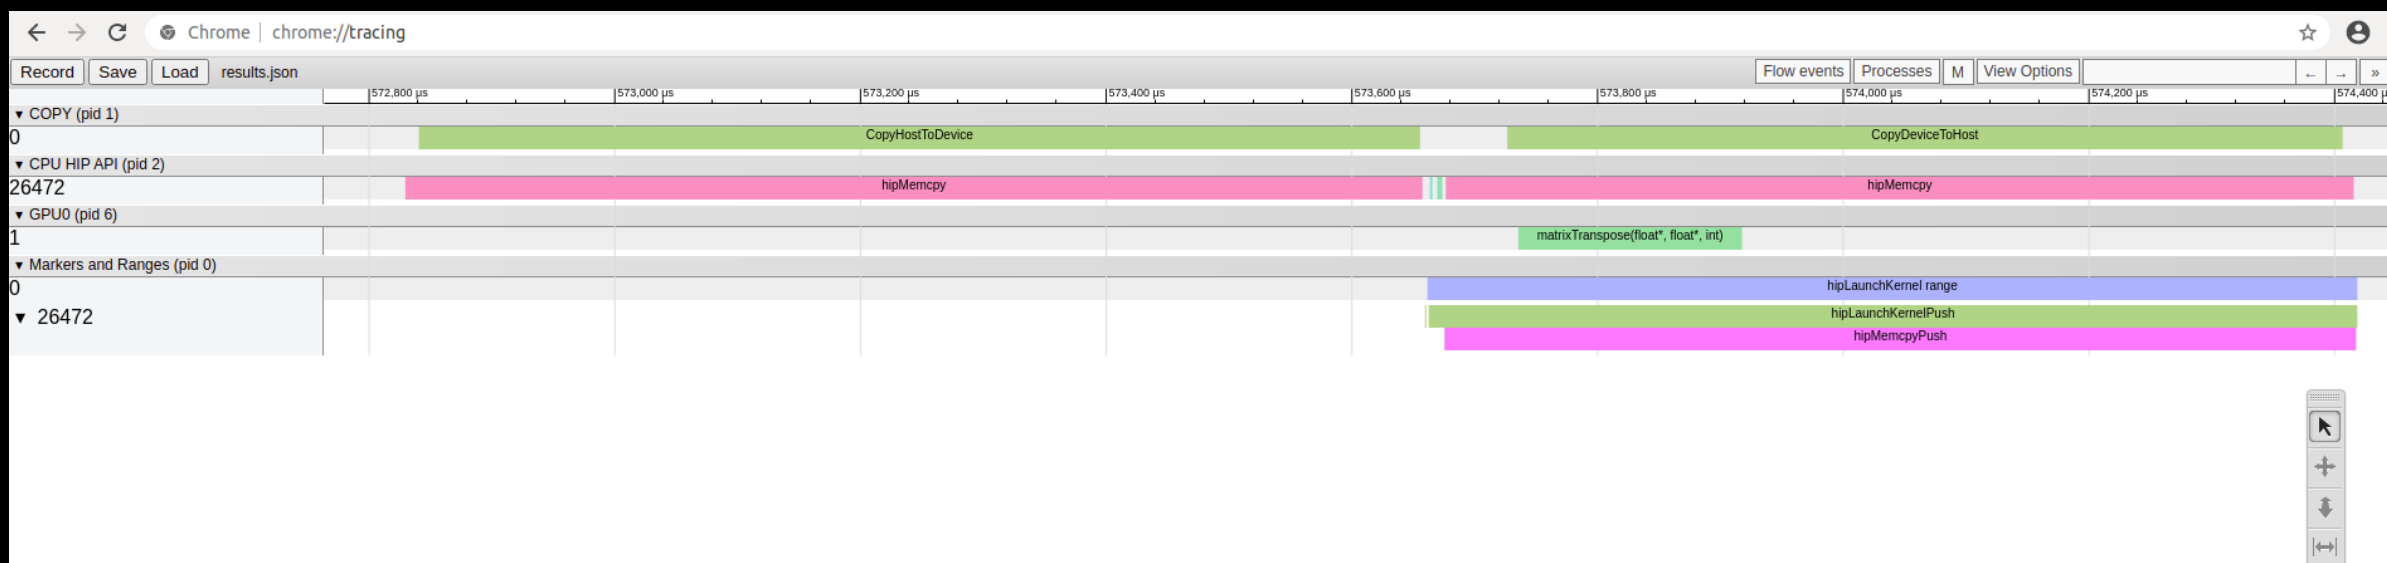 Chrome | chrome://tracing
Record Save Load results.json Flow events Processes M View Options ← → »
572,800 µs 573,000 µs 573,200 µs 573,400 µs 573,600 µs 573,800 µs 574,000 µs 574,200 µs 574,400 µ
▼ COPY (pid 1)
0 CopyHostToDevice CopyDeviceToHost
▼ CPU HIP API (pid 2)
26472 hipMemcpy hipMemcpy
▼ GPU0 (pid 6)
1 matrixTranspose(float*, float*, int)
▼ Markers and Ranges (pid 0)
0 hipLaunchKernel range
▼ 26472 hipLaunchKernelPush
hipMemcpyPush